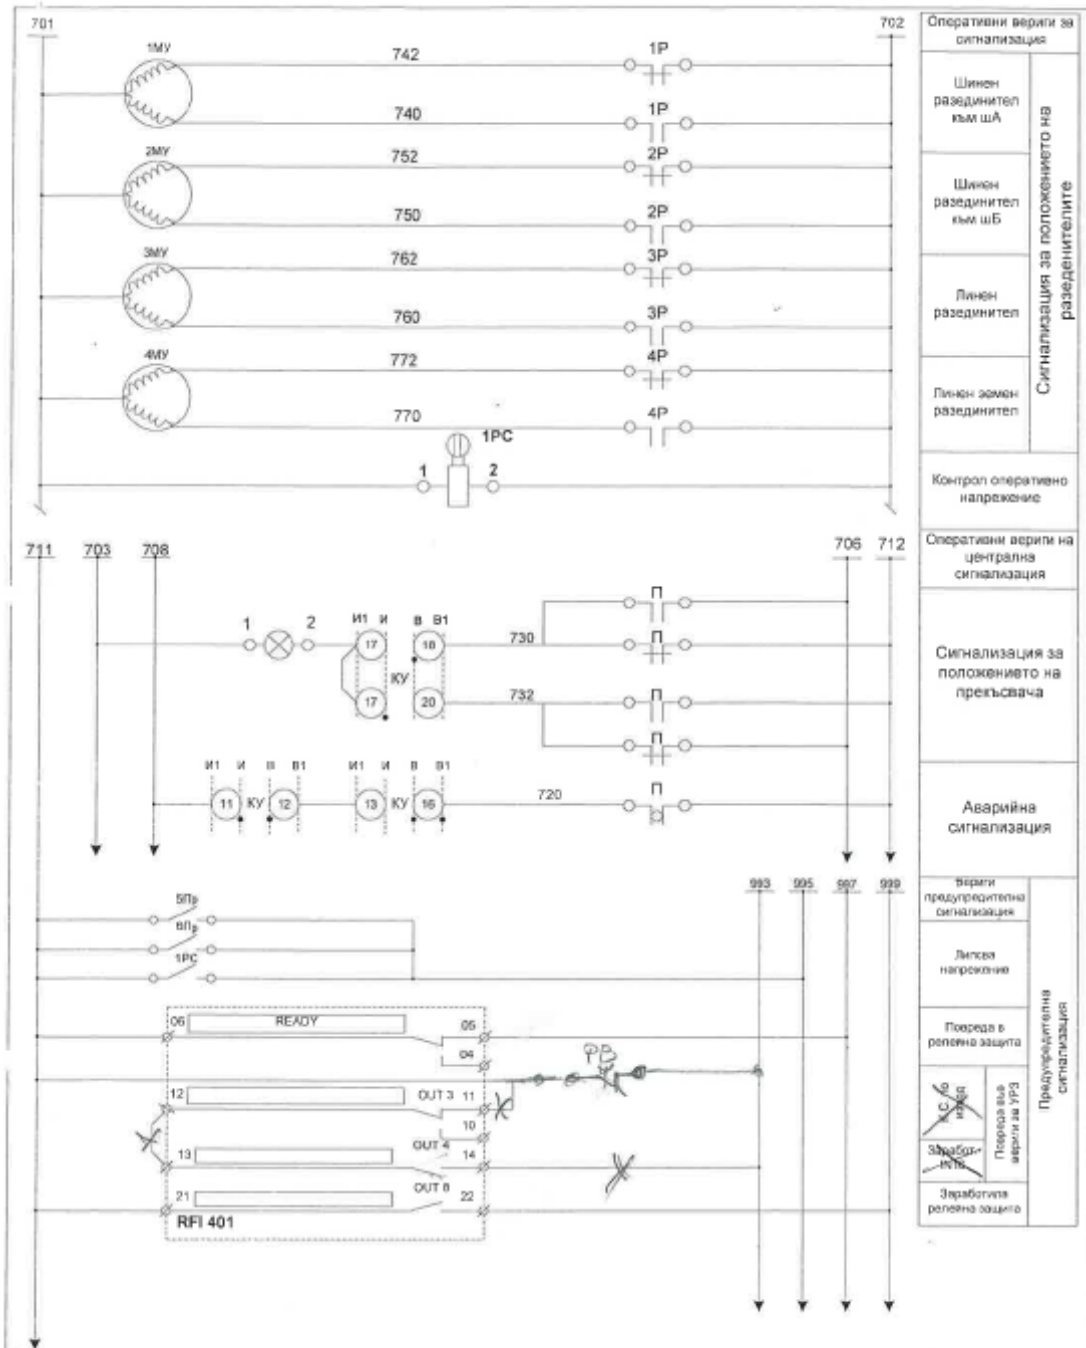 701
702
Оперативни вериги за
сигнализация
1МУ
742
1Р
740
1Р
Шинен
разединител
към шА
2МУ
752
2Р
750
2Р
Шинен
разединител
към шБ
3МУ
762
3Р
760
3Р
Линен
разединител
4МУ
772
4Р
770
4Р
Линен земен
разединител
Сигнализация за положението на
разеденителите
1РС
1
2
Контрол оперативно
напрежение
711
703
708
706
712
Оперативни вериги на
централна
сигнализация
1
2
И1 И
В В1
17
18
КУ
17
20
730
П
П
732
П
П
Сигнализация за
положението на
прекъсвача
И1 И В В1
И1 И В В1
11 КУ 12
13 КУ 16
720
П
Аварийна
сигнализация
993
995
997
999
Вериги
предупредителна
сигнализация
5Пр
6Пр
1РС
Липсва
напрежение
06
READY
05
04
Повреда в
релейна защита
РВ
12
OUT 3
11
10
13
OUT 4
14
Повреда във
вериги за УРЗ
Заработ.
21
OUT 8
22
RFI 401
Заработила
релейна защита
Предупредителна
сигнализация